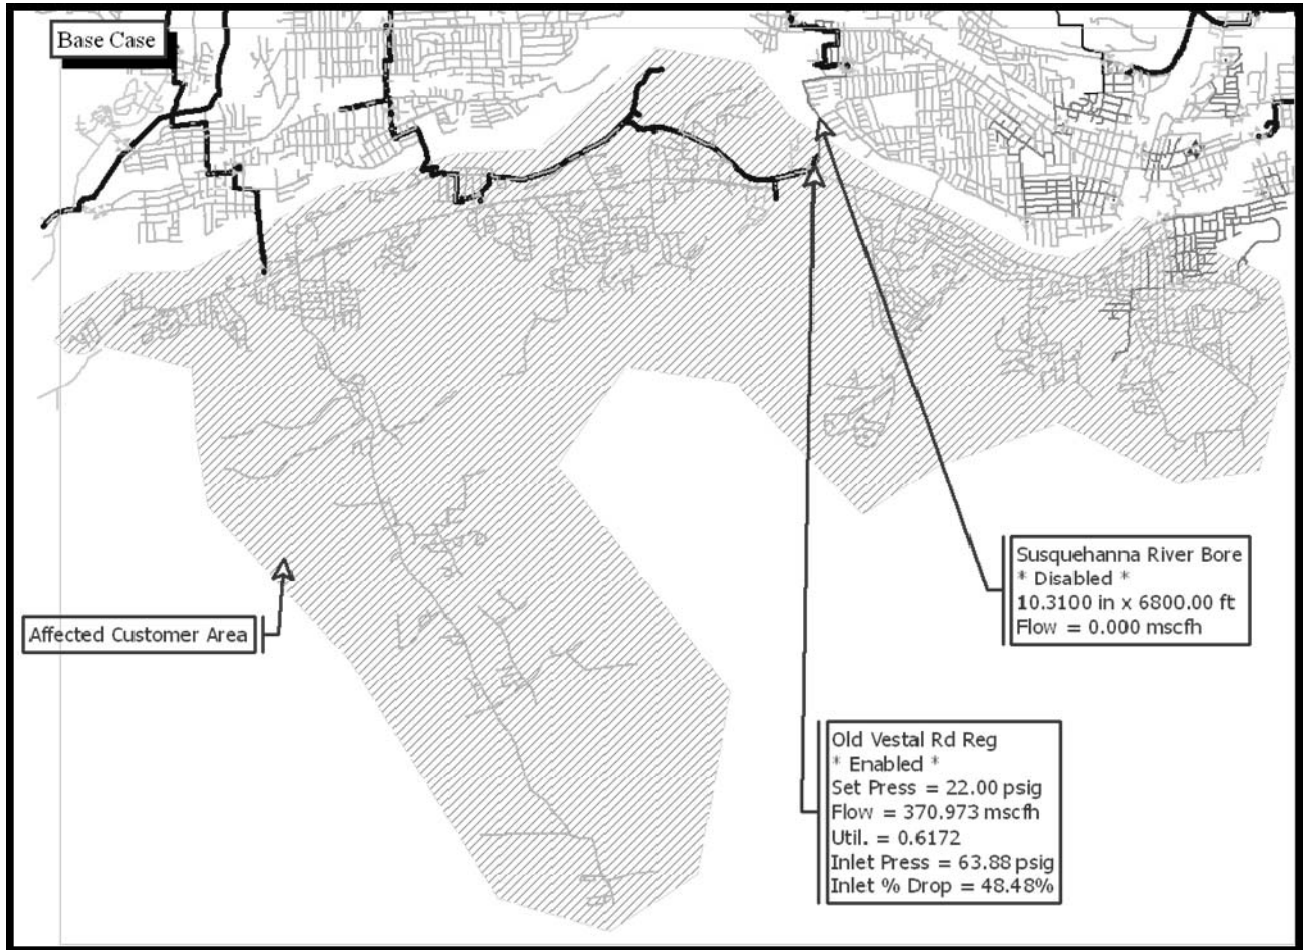 Base Case
Susquehanna River Bore
* Disabled *
10.3100 in x 6800.00 ft
Flow = 0.000 mscfh
Affected Customer Area
Old Vestal Rd Reg
* Enabled *
Set Press = 22.00 psig
Flow = 370.973 mscfh
Util. = 0.6172
Inlet Press = 63.88 psig
Inlet % Drop = 48.48%